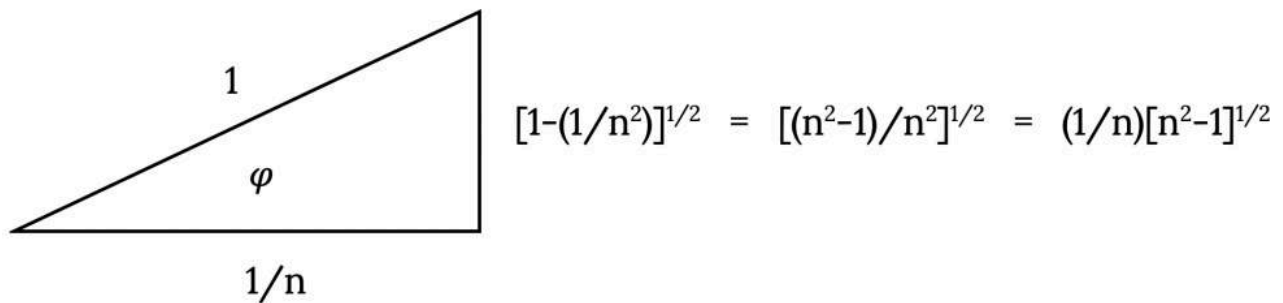 1
[1-(1/n²)]¹/² = [(n²-1)/n²]¹/² = (1/n)[n²-1]¹/²
φ
1/n